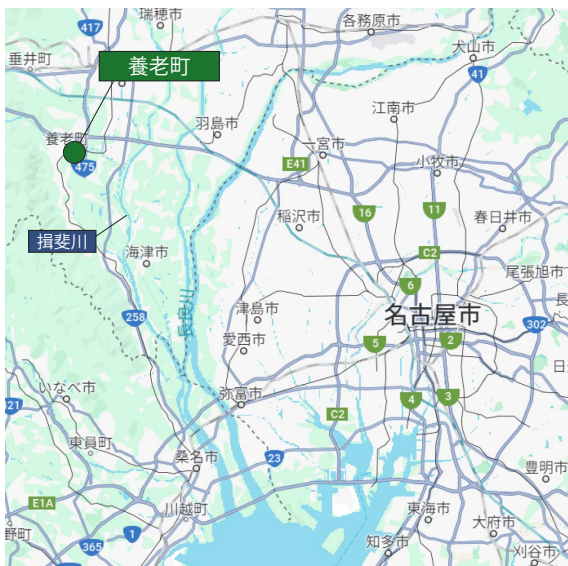 瑞穂市
各務原市
417
犬山市
垂井町
養老町
41
江南市
羽島市
養老町
一宮市
475
E41
小牧市
16
11
稲沢市
春日井市
揖斐川
海津市
C2
尾張旭市
6
長良川
津島市
名古屋市
258
302
5
2
愛西市
日
いなべ市
弥富市
4
3
421
C2
東員町
桑名市
23
豊明市
E1A
川越町
東海市
1
大府市
野町
365
知多市
刈谷市